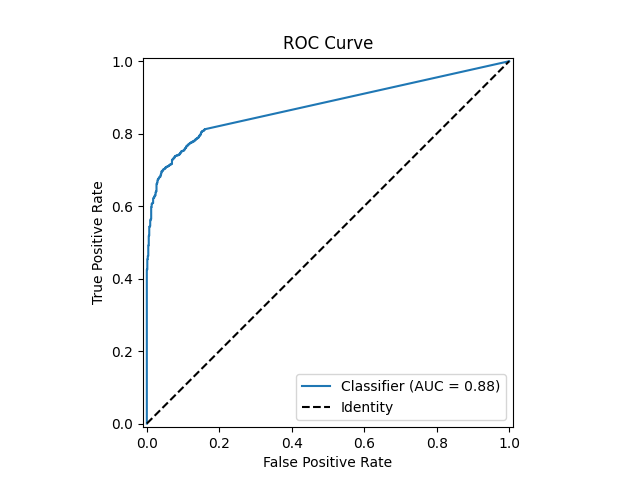 ROC Curve
1.0
0.8
0.6
0.4
0.2
0.0
True Positive Rate
0.0 0.2 0.4 0.6 0.8 1.0
False Positive Rate
Classifier (AUC = 0.88)
Identity